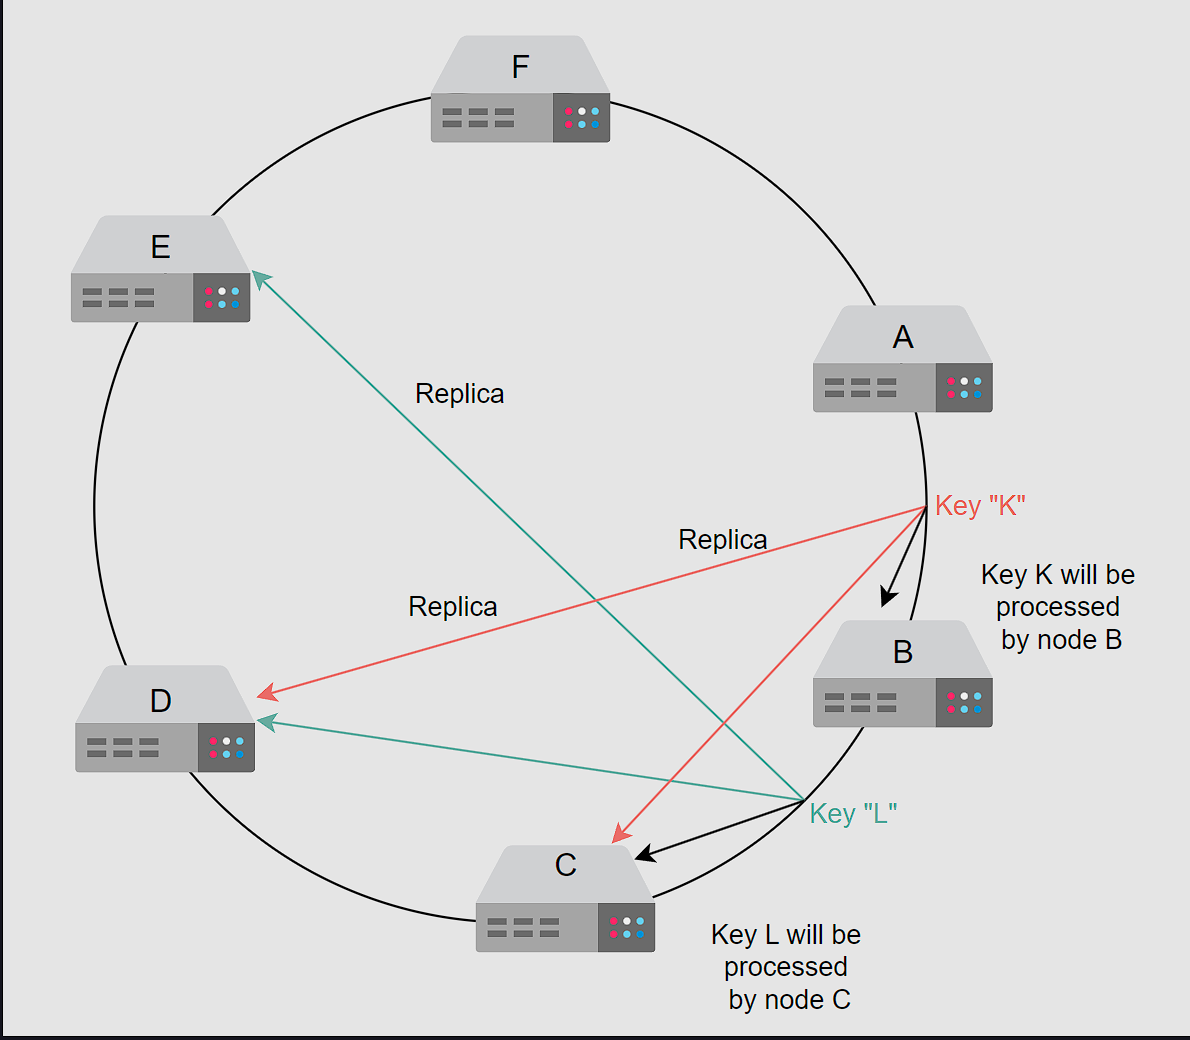 F
E
A
Replica
Key "K"
Replica
Key K will be
processed
by node B
Replica
B
D
Key "L"
C
Key L will be
processed
by node C